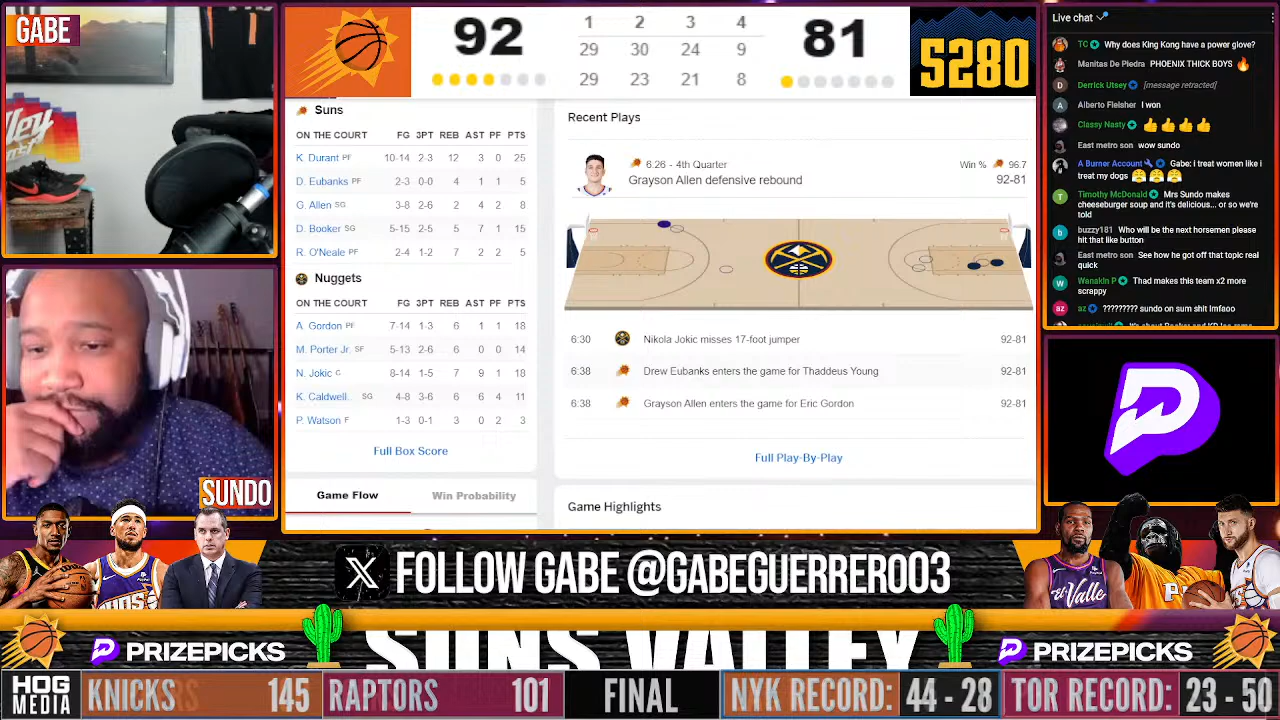 GABE
SUNDO
92
1 2 3 4
29 30 24 9
29 23 21 8
81
5280
Suns
ON THE COURT FG 3PT REB AST PF PTS
K. Durant PF 10-14 2-3 12 3 0 25
D. Eubanks PF 2-3 0-0 4 1 1 5
G. Allen SG 3-8 2-6 2 4 2 8
D. Booker SG 5-15 2-5 5 7 1 15
R. O'Neale PF 2-4 1-2 7 2 2 5
Nuggets
ON THE COURT FG 3PT REB AST PF PTS
A. Gordon PF 7-14 1-3 6 1 1 18
M. Porter Jr. SF 5-13 2-6 6 0 0 14
N. Jokic C 8-14 1-5 7 9 1 18
K. Caldwell.. SG 4-8 3-6 6 6 4 11
P. Watson F 1-3 0-1 3 0 2 3
Full Box Score
Game Flow Win Probability
Recent Plays
6:26 - 4th Quarter Win % 96.7
Grayson Allen defensive rebound 92-81
6:30 Nikola Jokic misses 17-foot jumper 92-81
6:38 Drew Eubanks enters the game for Thaddeus Young 92-81
6:38 Grayson Allen enters the game for Eric Gordon 92-81
Full Play-By-Play
Game Highlights
Live chat
TC Why does King Kong have a power glove?
Manitas De Piedra PHOENIX THICK BOYS 🔥
Derrick Utsey [message retracted]
Alberto Fleisher I won
Classy Nasty 👍👍👍👍
East metro son wow sundo
A Burner Account Gabe: i treat women like i
treat my dogs 😤😤😤
Timothy McDonald Mrs Sundo makes
cheeseburger soup and it's delicious... or so we're
told
buzzy181 Who will be the next horsemen please
hit that like button
East metro son See how he got off that topic real
quick
Wanakin P Thad makes this team x2 more
scrappy
az ????????? sundo on sum shit lmfaoo
FOLLOW GABE @GABEGUERRERO03
PRIZEPICKS
SUNS VALLEY
PRIZEPICKS
HOG
MEDIA
KNICKS 145 RAPTORS 101 FINAL NYK RECORD: 44 - 28 TOR RECORD: 23 - 50